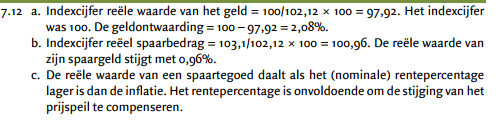 7.12 a. Indexcijfer reële waarde van het geld = 100/102,12 × 100 = 97,92. Het indexcijfer
was 100. De geldontwaarding = 100 – 97,92 = 2,08%.
b. Indexcijfer reëel spaarbedrag = 103,1/102,12 × 100 = 100,96. De reële waarde van
zijn spaargeld stijgt met 0,96%.
c. De reële waarde van een spaartegoed daalt als het (nominale) rentepercentage
lager is dan de inflatie. Het rentepercentage is onvoldoende om de stijging van het
prijspeil te compenseren.